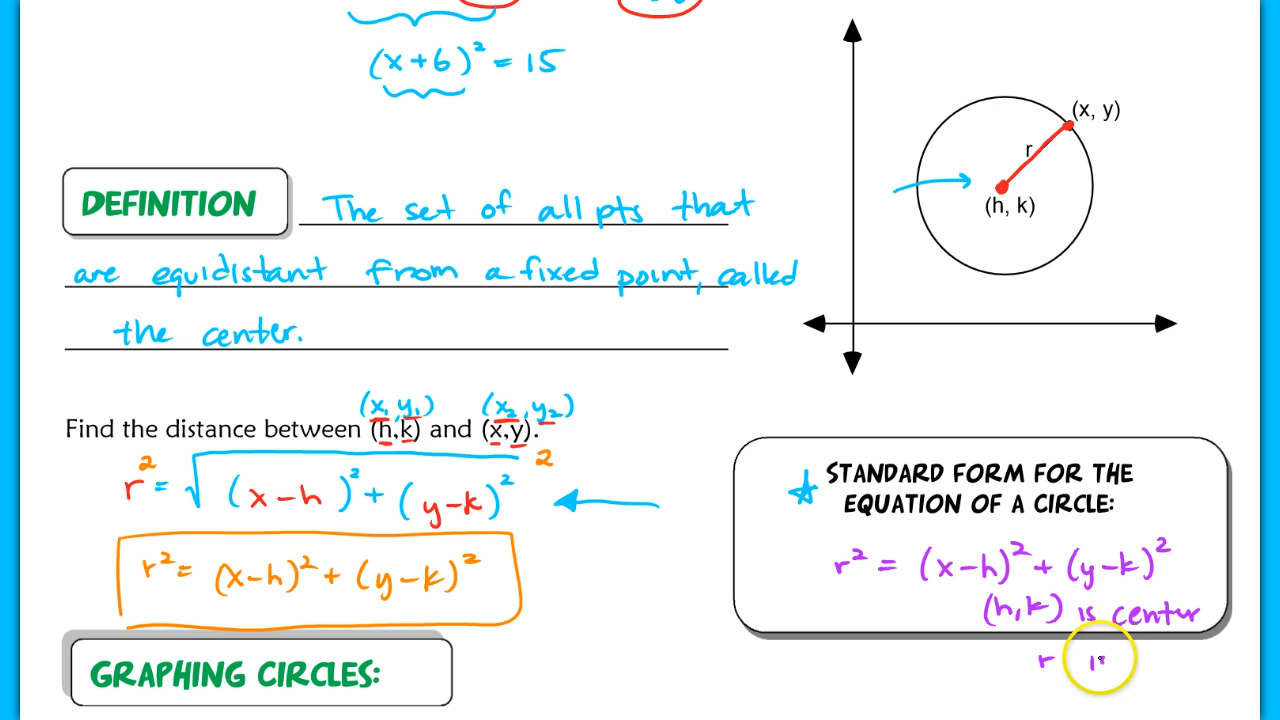 (x+6)² = 15
DEFINITION The set of all pts that
are equidistant from a fixed point, called
the center.
(x, y)
r
(h, k)
(x₁, y₁) (x₂, y₂)
Find the distance between (h,k) and (x,y).
r² = √(x-h)² + (y-k)² ²
r² = (x-h)² + (y-k)²
STANDARD FORM FOR THE
EQUATION OF A CIRCLE:
r² = (x-h)² + (y-k)²
(h,k) is center
r is
GRAPHING CIRCLES: